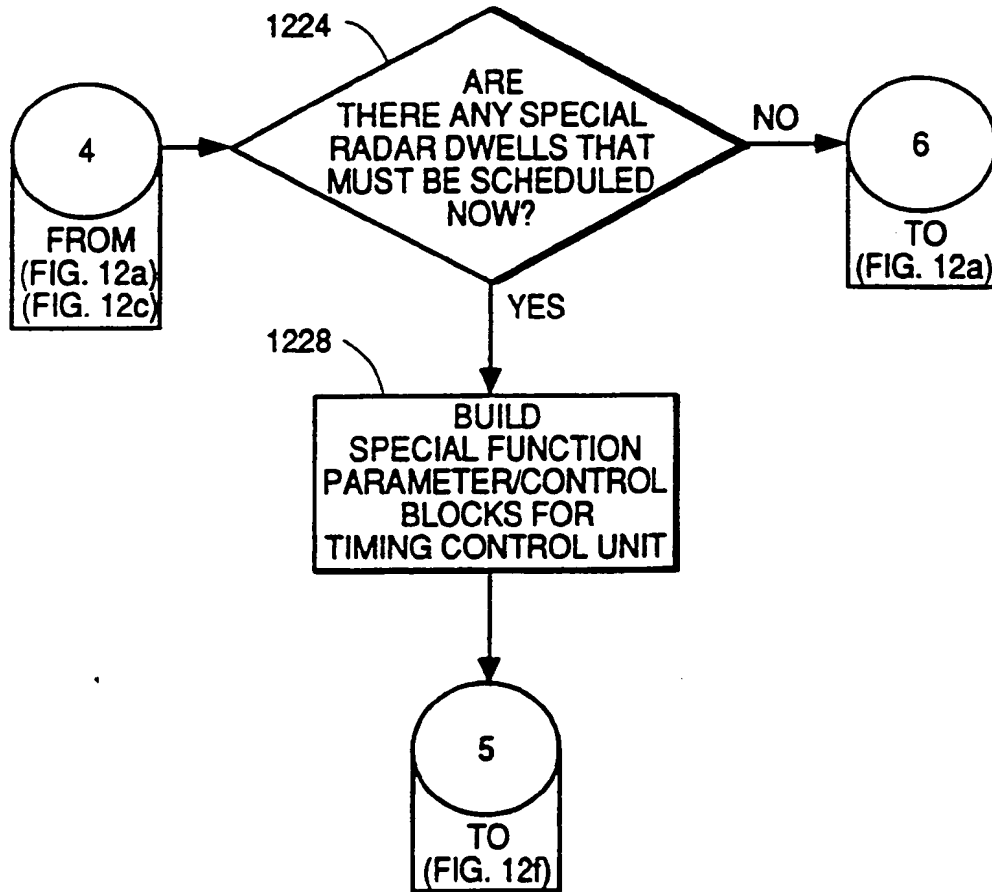 1224
ARE
THERE ANY SPECIAL
RADAR DWELLS THAT
MUST BE SCHEDULED
NOW?
4
FROM
(FIG. 12a)
(FIG. 12c)
NO
6
TO
(FIG. 12a)
YES
1228
BUILD
SPECIAL FUNCTION
PARAMETER/CONTROL
BLOCKS FOR
TIMING CONTROL UNIT
5
TO
(FIG. 12f)